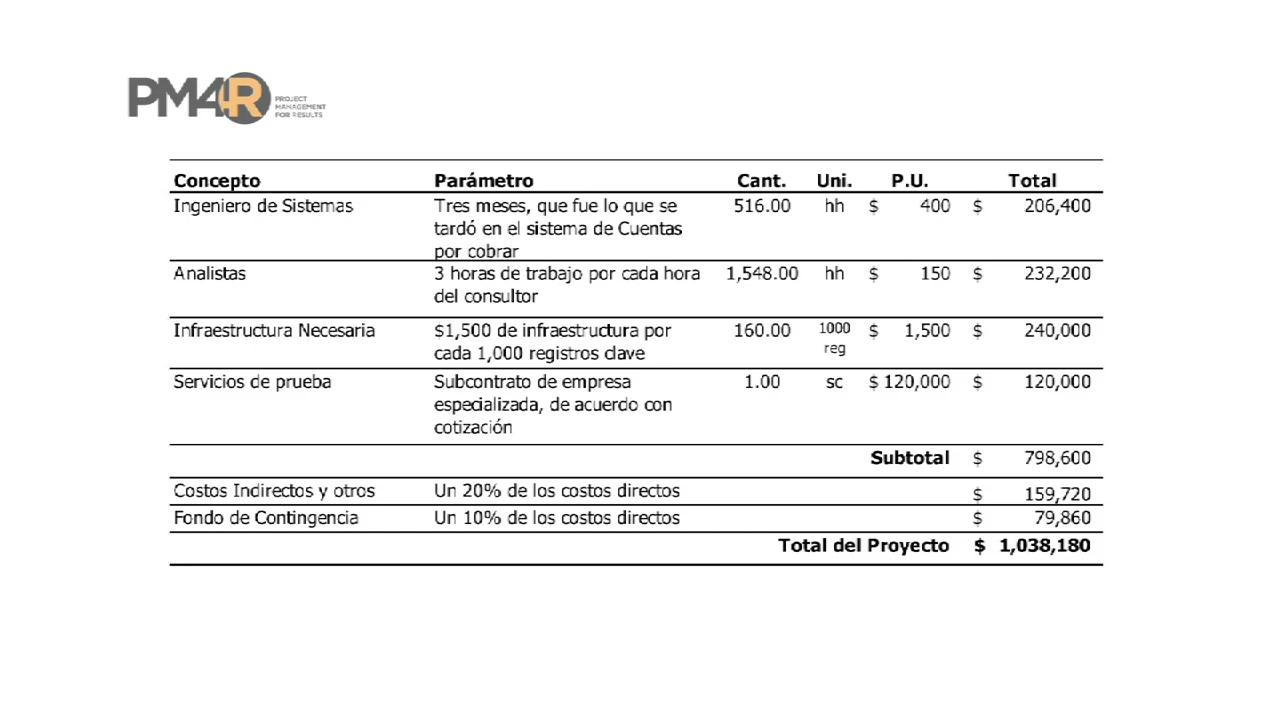 PM4R PROJECT
MANAGEMENT
FOR RESULTS
Concepto Parámetro Cant. Uni. P.U. Total
Ingeniero de Sistemas Tres meses, que fue lo que se 516.00 hh $ 400 $ 206,400
tardó en el sistema de Cuentas
por cobrar
Analistas 3 horas de trabajo por cada hora 1,548.00 hh $ 150 $ 232,200
del consultor
Infraestructura Necesaria $1,500 de infraestructura por 160.00 1000 $ 1,500 $ 240,000
cada 1,000 registros clave reg
Servicios de prueba Subcontrato de empresa 1.00 sc $ 120,000 $ 120,000
especializada, de acuerdo con
cotización
Subtotal $ 798,600
Costos Indirectos y otros Un 20% de los costos directos $ 159,720
Fondo de Contingencia Un 10% de los costos directos $ 79,860
Total del Proyecto $ 1,038,180